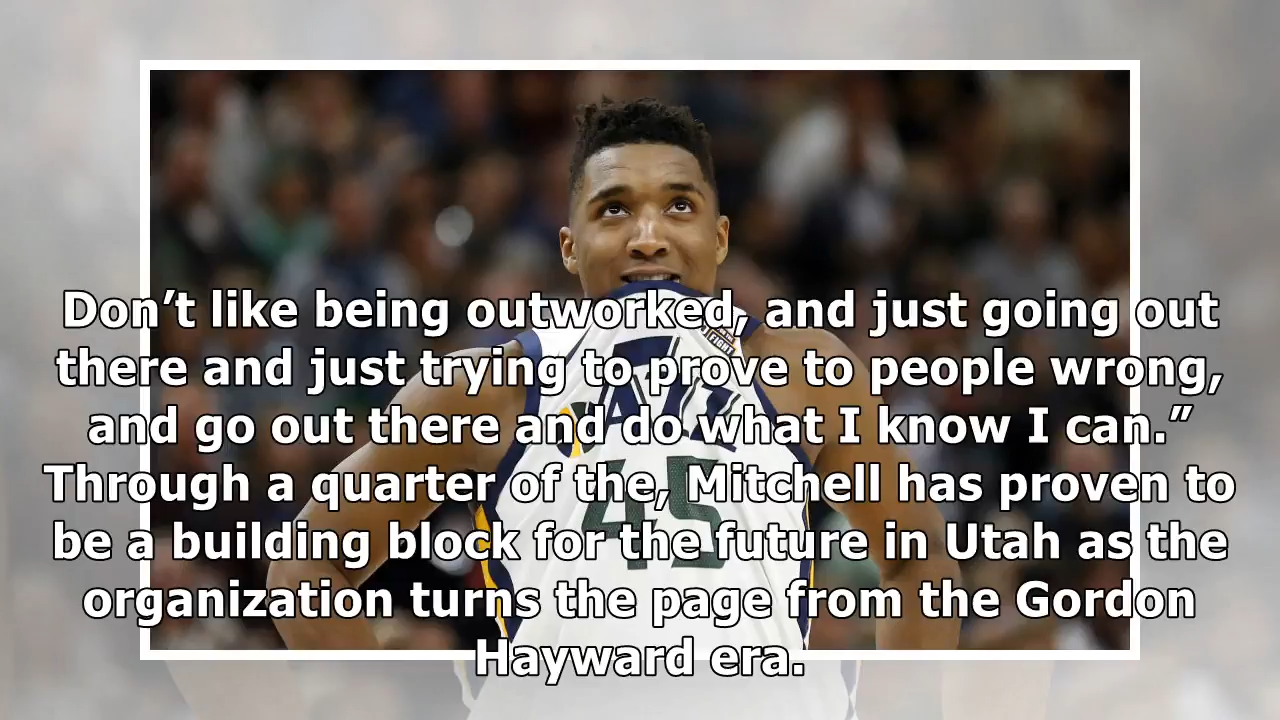 Don’t like being outworked, and just going out
there and just trying to prove to people wrong,
and go out there and do what I know I can.”
Through a quarter of the, Mitchell has proven to
be a building block for the future in Utah as the
organization turns the page from the Gordon
Hayward era.
FIGHT
45